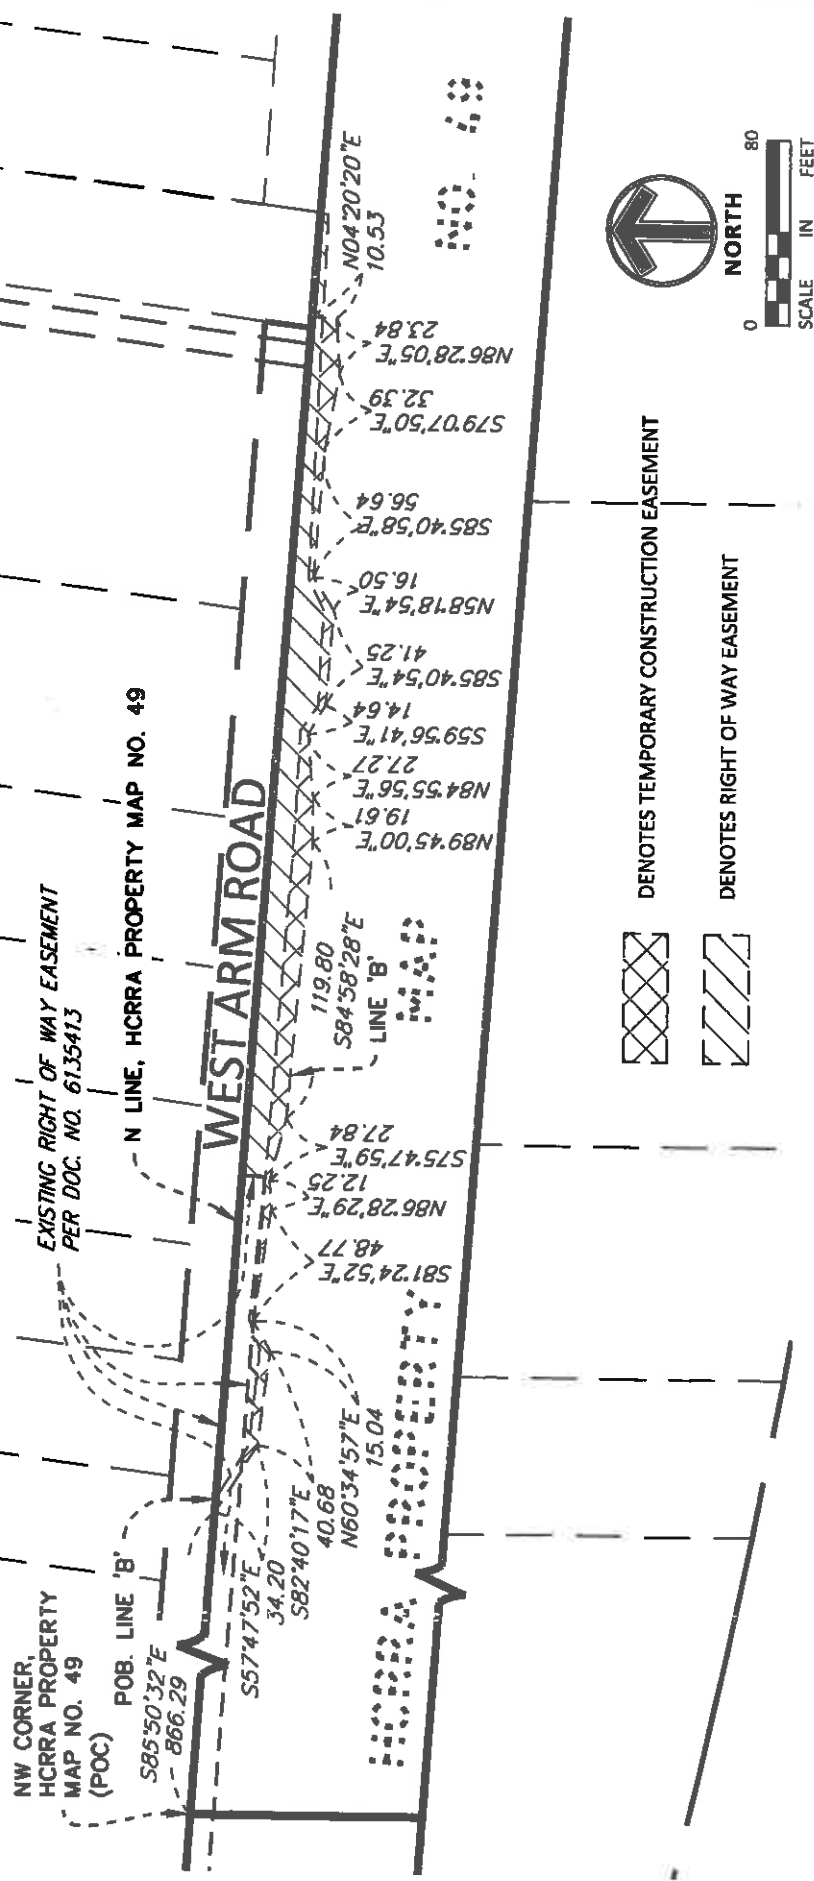 NW CORNER,
HCRRA PROPERTY
MAP NO. 49
(POC)
POB. LINE 'B'
S85°50'32"E
866.29
EXISTING RIGHT OF WAY EASEMENT
PER DOC. NO. 6135413
N LINE, HCRRA PROPERTY MAP NO. 49
WEST ARM ROAD
S57°47'52"E
34.20
S82°40'17"E
40.68
N60°34'57"E
15.04
S81°24'52"E
48.77
N86°28'29"E
12.25
S75°47'59"E
27.84
119.80
S84°58'28"E
LINE 'B'
N89°45'00"E
19.61
N84°55'56"E
27.27
S59°56'41"E
14.64
S85°40'54"E
41.25
N58°18'54"E
16.50
S85°40'58"E
56.64
S79°07'50"E
32.39
N86°28'05"E
23.84
N04°20'20"E
10.53
HCRRA PROPERTY MAP NO. 49
DENOTES TEMPORARY CONSTRUCTION EASEMENT
DENOTES RIGHT OF WAY EASEMENT
NORTH
0 80
SCALE IN FEET